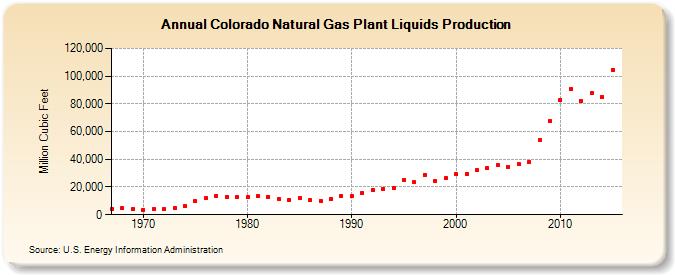 Annual Colorado Natural Gas Plant Liquids Production
Million Cubic Feet
120,000
100,000
80,000
60,000
40,000
20,000
0
1970 1980 1990 2000 2010
Source: U.S. Energy Information Administration